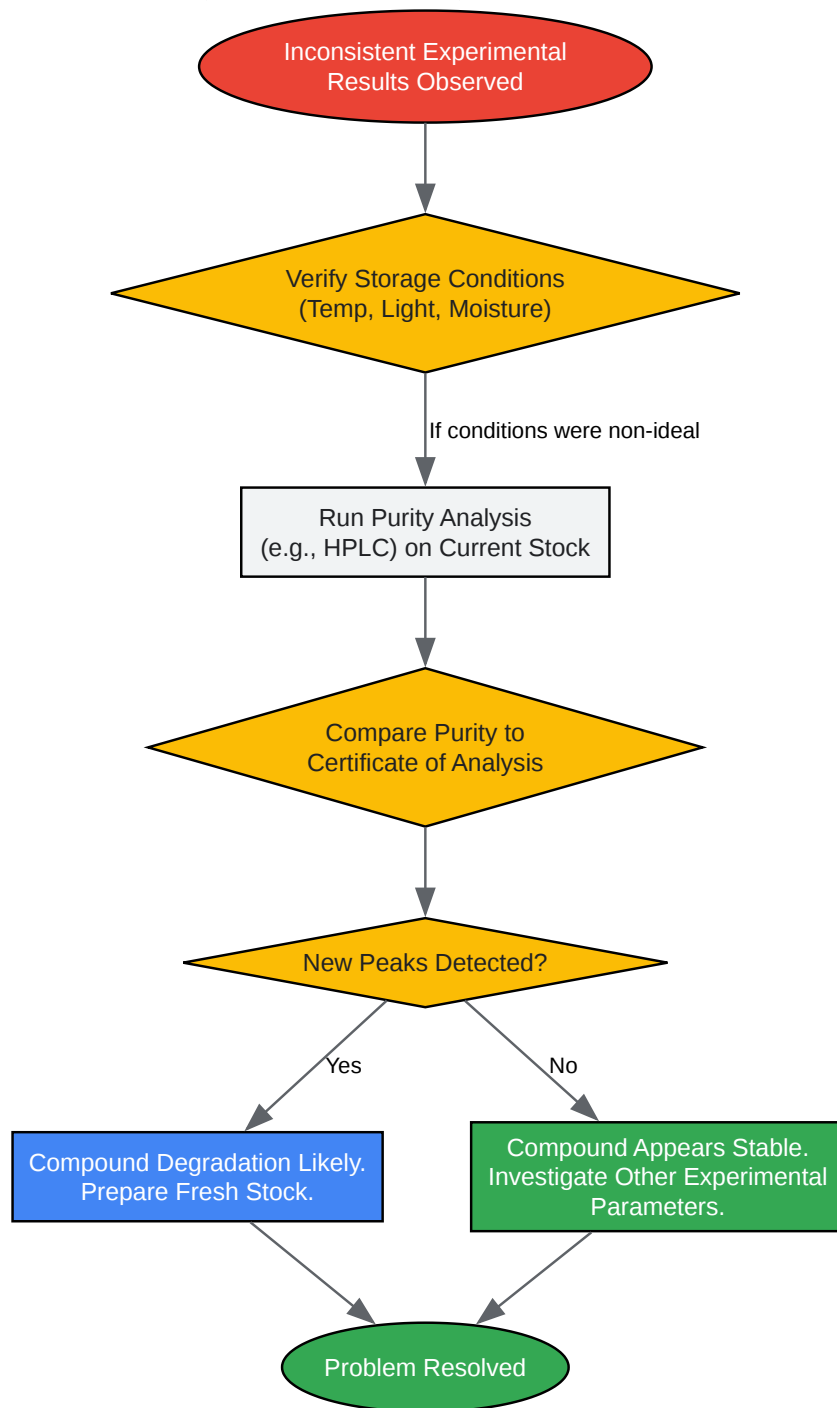 Inconsistent Experimental
Results Observed
Verify Storage Conditions
(Temp, Light, Moisture)
If conditions were non-ideal
Run Purity Analysis
(e.g., HPLC) on Current Stock
Compare Purity to
Certificate of Analysis
New Peaks Detected?
Yes
No
Compound Degradation Likely.
Prepare Fresh Stock.
Compound Appears Stable.
Investigate Other Experimental
Parameters.
Problem Resolved